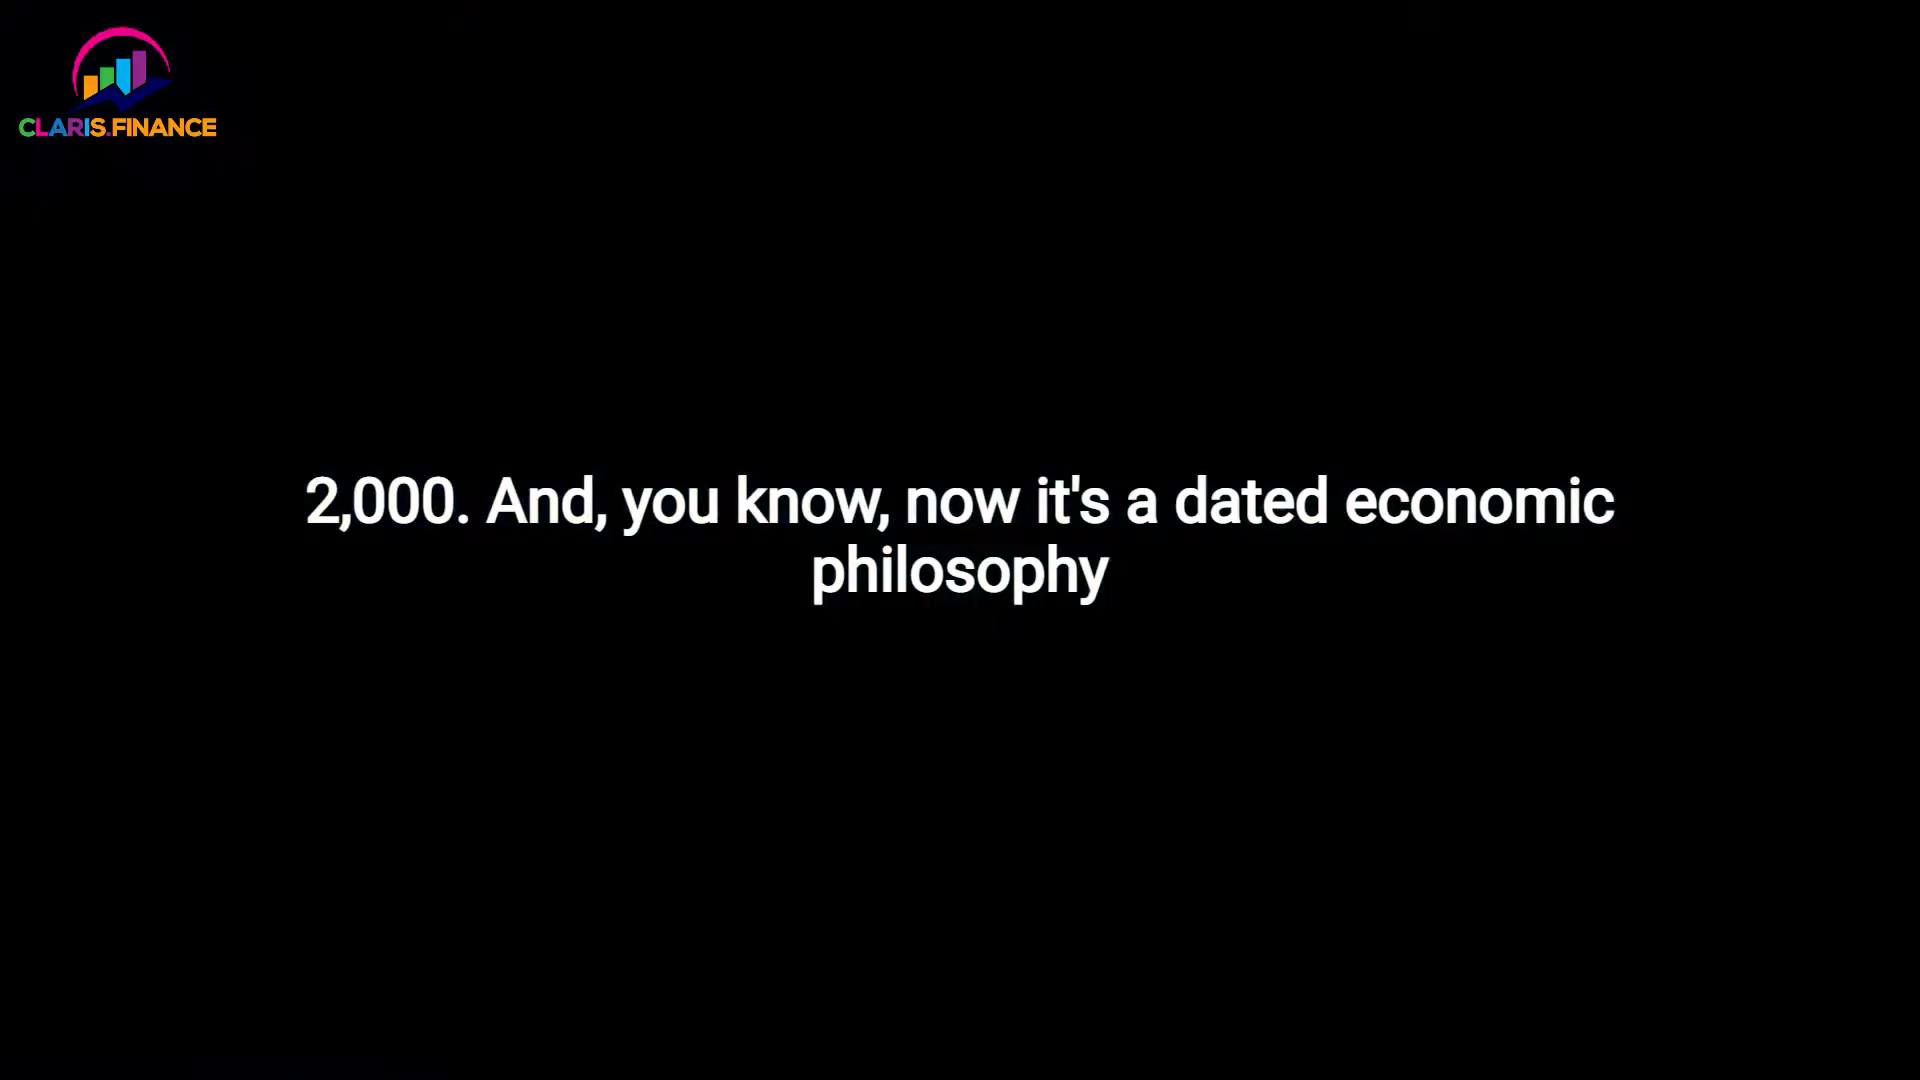 CLARIS.FINANCE
2,000. And, you know, now it's a dated economic
philosophy